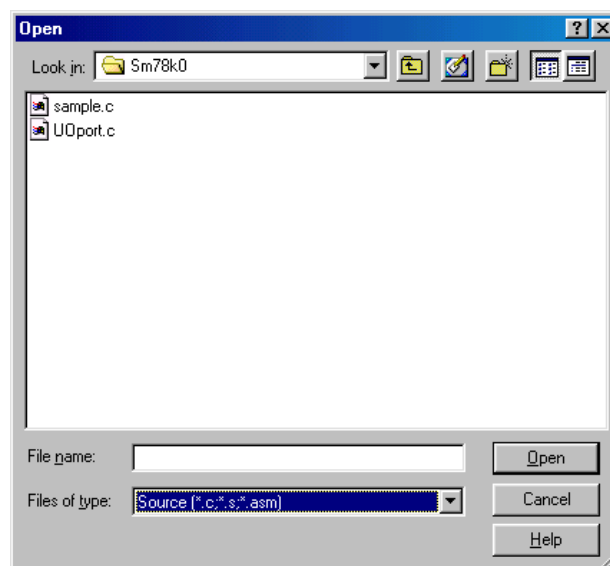 Open
Look in: Sm78k0
sample.c
UOport.c
File name: Open
Files of type: Source (*.c;*.s;*.asm) Cancel
Help